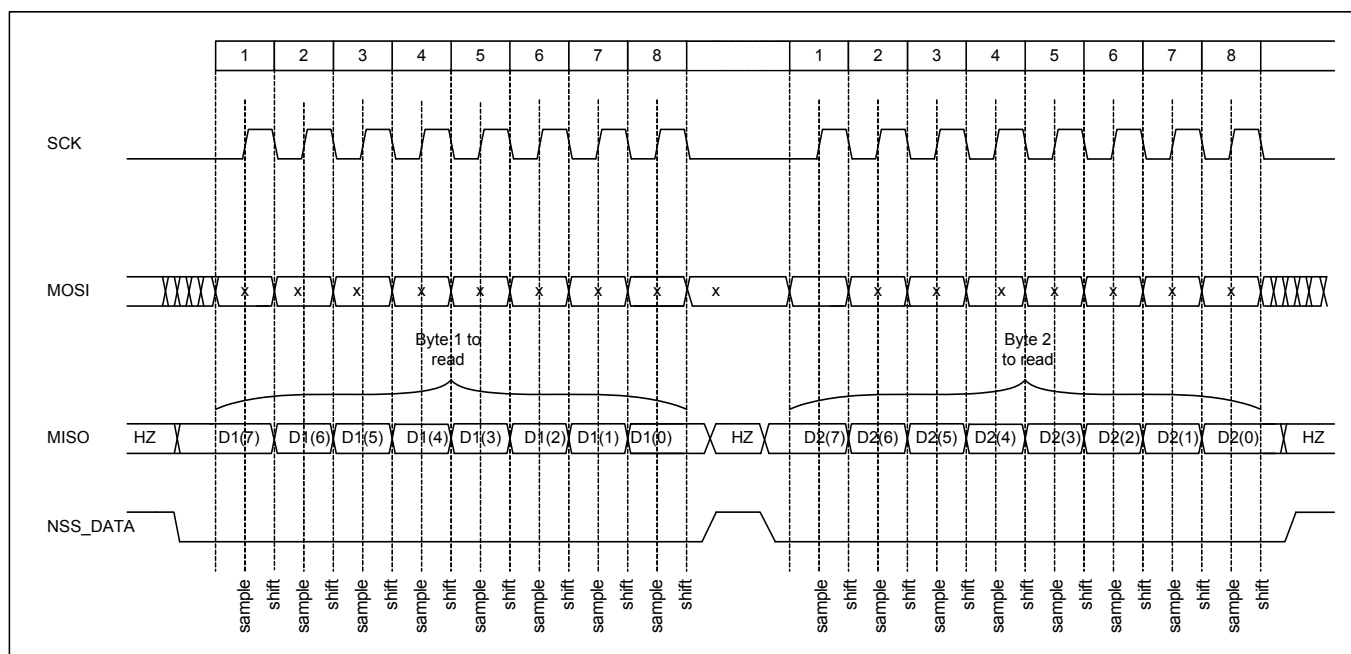 1 2 3 4 5 6 7 8 1 2 3 4 5 6 7 8
SCK
MOSI x x x x x x x x x x x x x x x x
Byte 1 to
read
Byte 2
to read
MISO HZ D1(7) D1(6) D1(5) D1(4) D1(3) D1(2) D1(1) D1(0) HZ D2(7) D2(6) D2(5) D2(4) D2(3) D2(2) D2(1) D2(0) HZ
NSS_DATA
sample shift sample shift sample shift sample shift sample shift sample shift sample shift sample shift sample shift sample shift sample shift sample shift sample shift sample shift sample shift sample shift